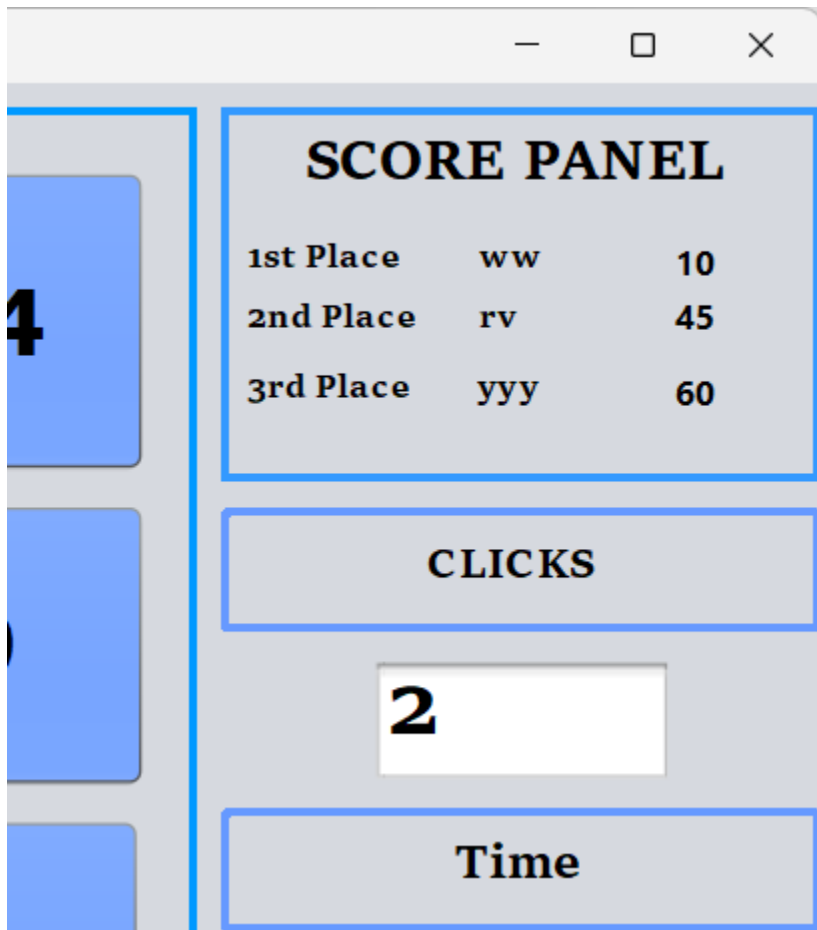 SCORE PANEL
1st Place ww 10
2nd Place rv 45
3rd Place yyy 60
4
CLICKS
2
Time